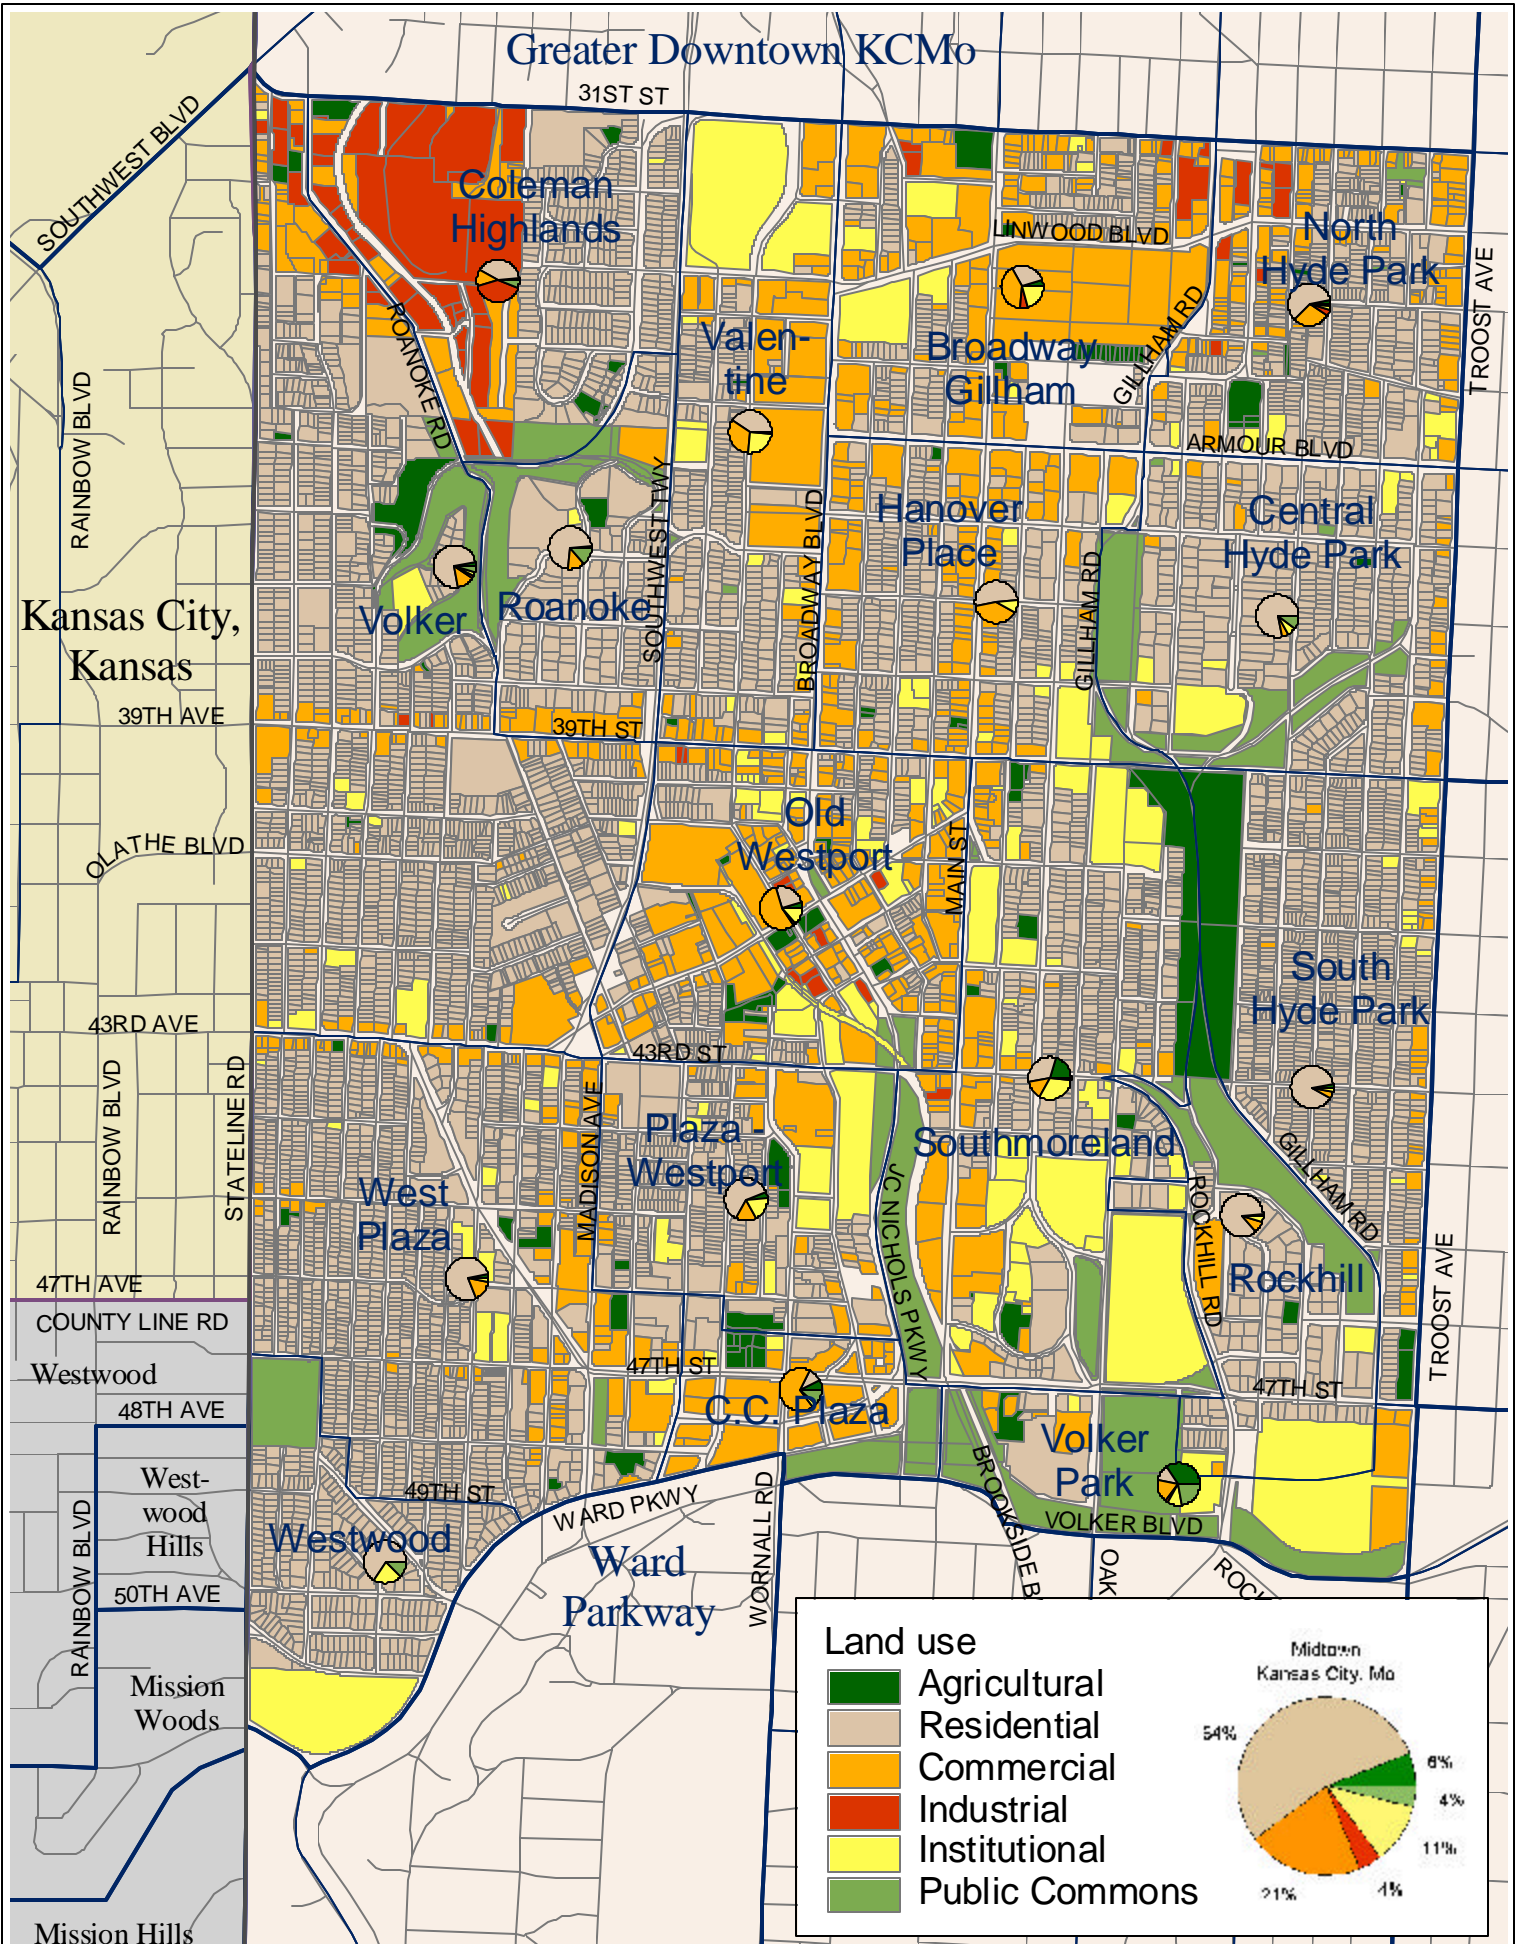 Greater Downtown KCMo
31ST ST
SOUTHWEST BLVD
Coleman
Highlands
LINWOOD BLVD
North
Hyde Park
TROOST AVE
ROANOKE RD
Valen-
tine
Broadway
Gillham
GILLHAM RD
RAINBOW BLVD
ARMOUR BLVD
SOUTHWEST TWY
BROADWAY BLVD
Hanover
Place
Central
Hyde Park
GILLHAM RD
Kansas City,
Kansas
Volker
Roanoke
39TH AVE
39TH ST
Old
Westport
MAIN ST
OLATHE BLVD
South
Hyde Park
43RD AVE
43RD ST
RAINBOW BLVD
STATELINE RD
MADISON AVE
Plaza -
Westport
Southmoreland
JC NICHOLS PKWY
ROCKHILL RD
GILLHAM RD
West
Plaza
Rockhill
TROOST AVE
47TH AVE
COUNTY LINE RD
Westwood
47TH ST
47TH ST
48TH AVE
C.C. Plaza
Volker
Park
BROOKSIDE B
West-
wood
Hills
49TH ST
WARD PKWY
WORNALL RD
VOLKER BLVD
RAINBOW BLVD
Westwood
Ward
Parkway
OAK
ROCK
50TH AVE
Mission
Woods
Mission Hills
Land use
Agricultural
Residential
Commercial
Industrial
Institutional
Public Commons
Midtown
Kansas City, Mo
54%
6%
4%
11%
4%
21%